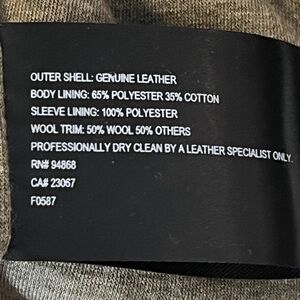 OUTER SHELL: GENUINE LEATHER
BODY LINING: 65% POLYESTER 35% COTTON
SLEEVE LINING: 100% POLYESTER
WOOL TRIM: 50% WOOL 50% OTHERS
PROFESSIONALLY DRY CLEAN BY A LEATHER SPECIALIST ONLY.
RN# 94868
CA# 23067
F0587